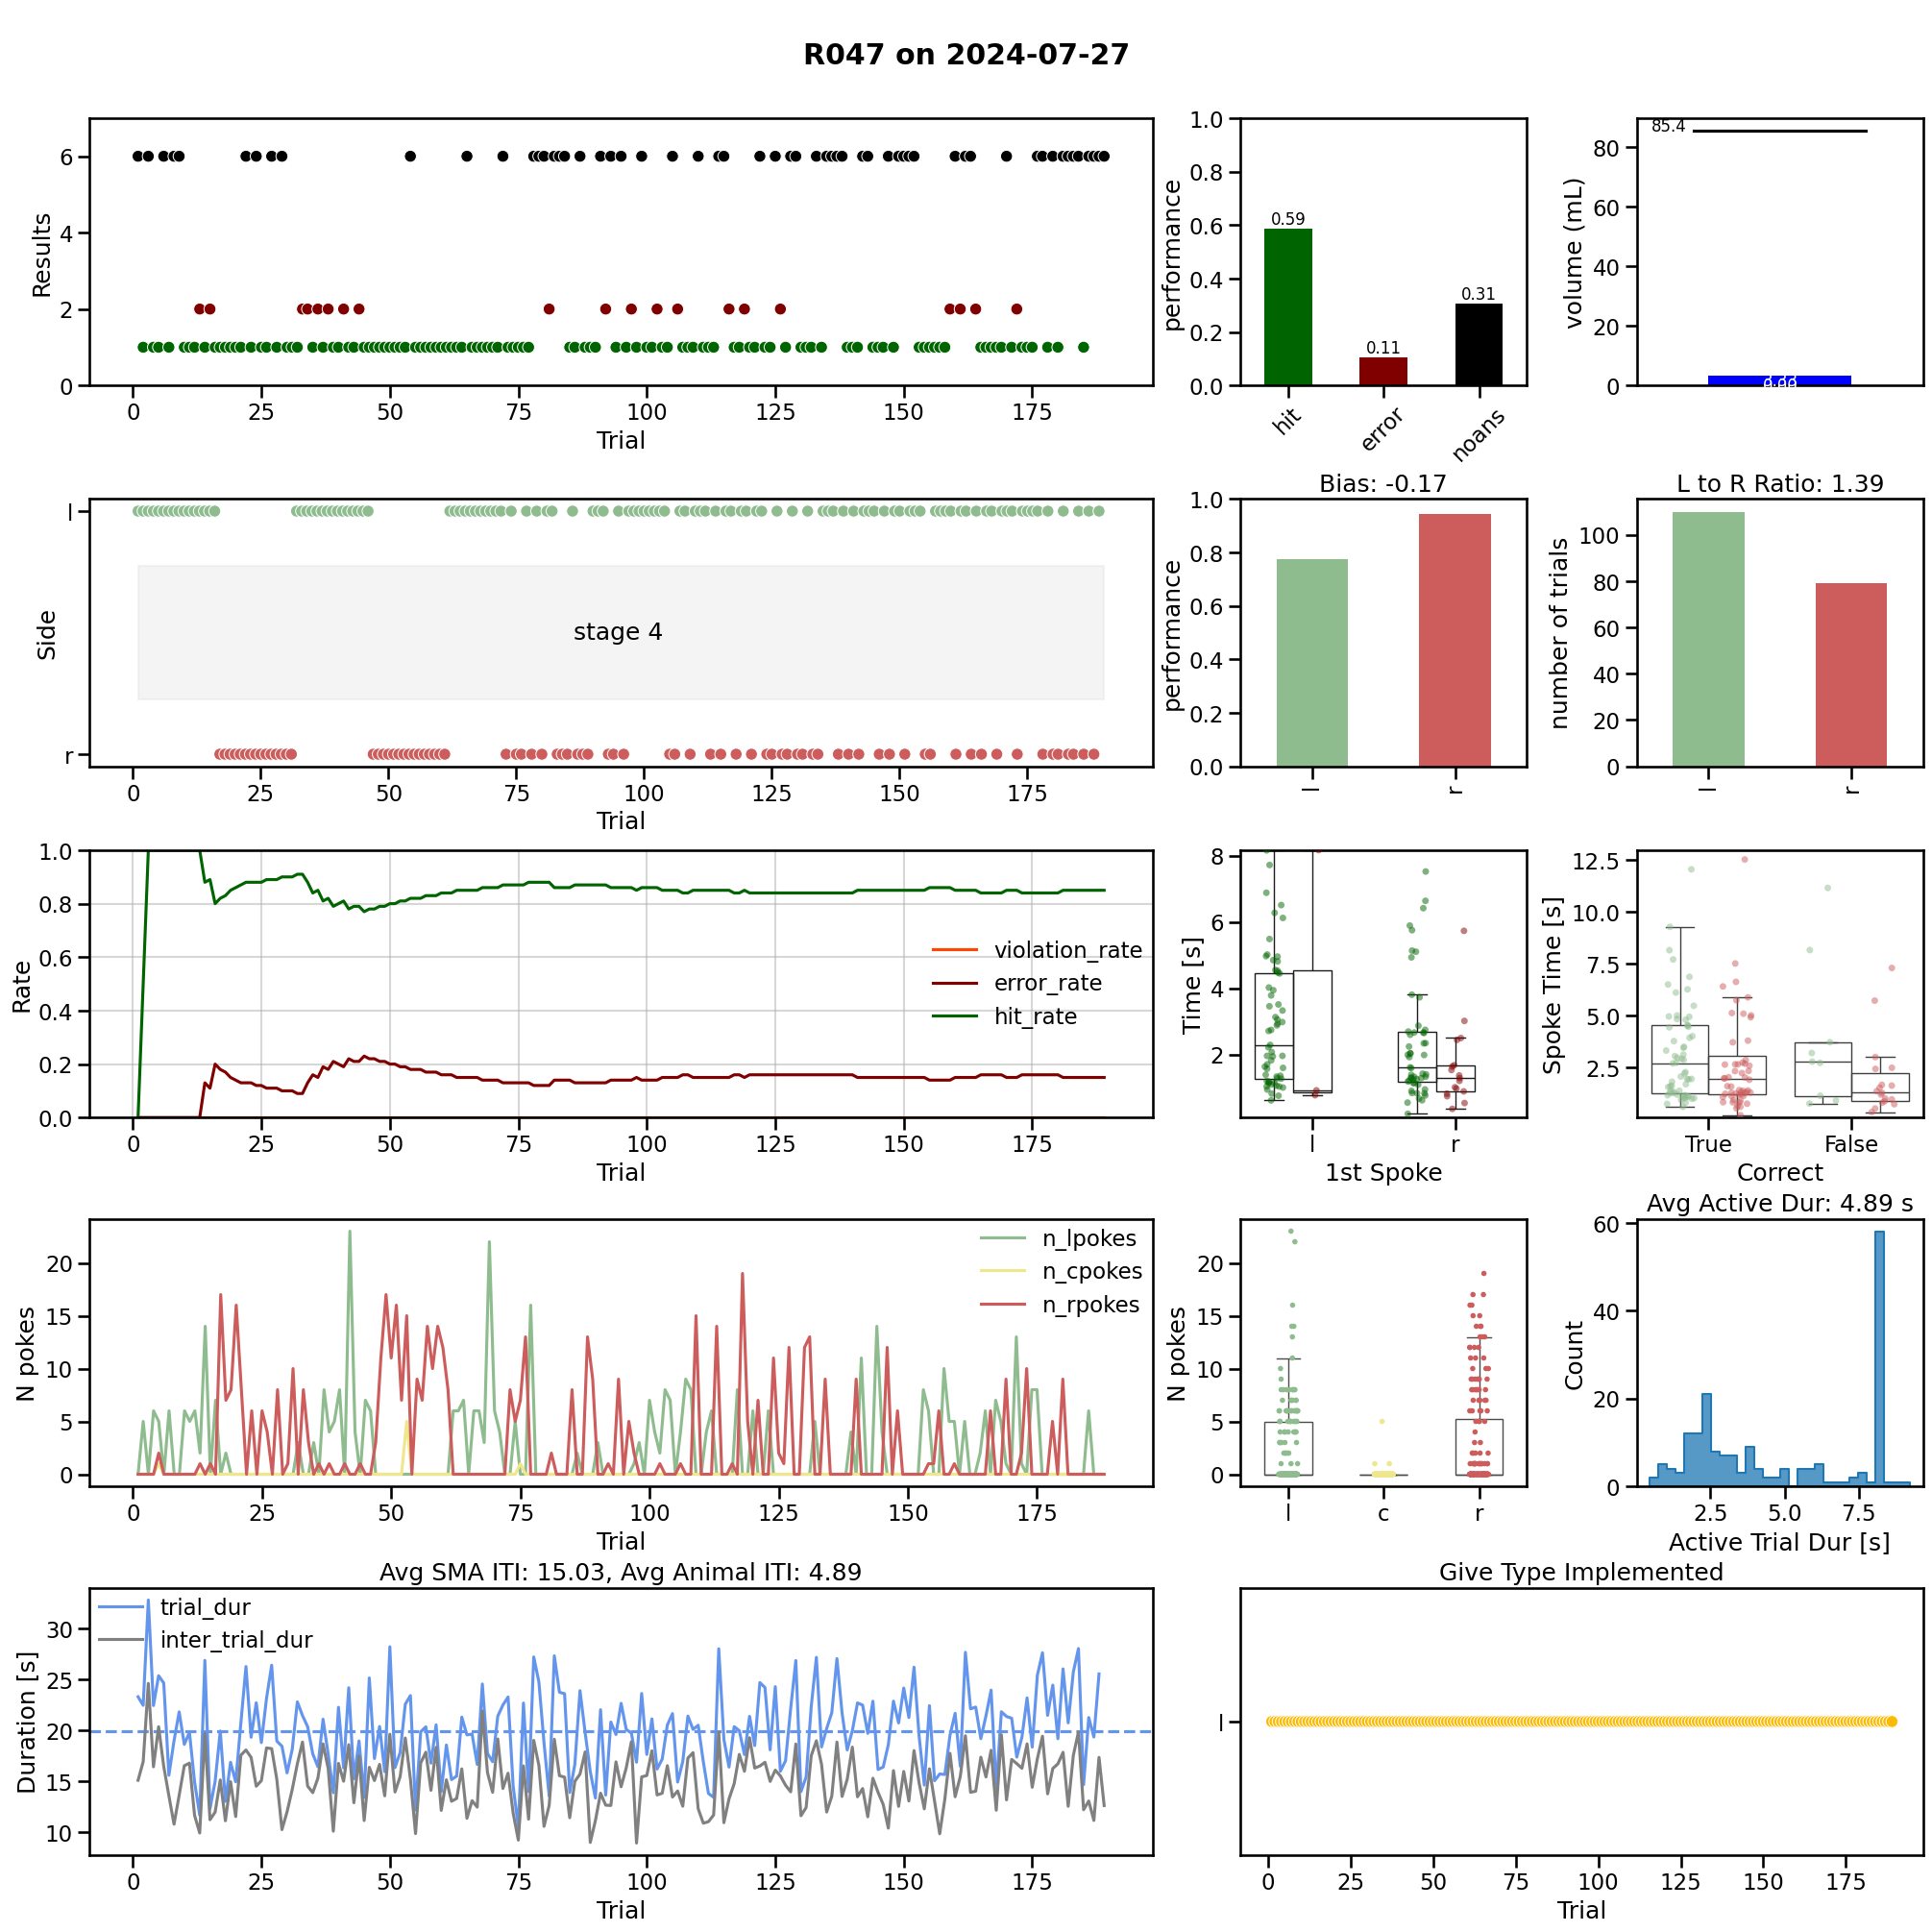 R047 on 2024-07-27
Results
6
4
2
0
0 25 50 75 100 125 150 175
Trial
performance
1.0
0.8
0.6
0.4
0.2
0.0
0.59
0.11
0.31
hit error noans
volume (mL)
80
60
40
20
0
85.4
Side
l
r
stage 4
0 25 50 75 100 125 150 175
Trial
Bias: -0.17
performance
1.0
0.8
0.6
0.4
0.2
0.0
l r
L to R Ratio: 1.39
number of trials
100
80
60
40
20
0
l r
Rate
1.0
0.8
0.6
0.4
0.2
0.0
violation_rate
error_rate
hit_rate
0 25 50 75 100 125 150 175
Trial
Time [s]
8
6
4
2
l r
1st Spoke
Spoke Time [s]
12.5
10.0
7.5
5.0
2.5
True False
Correct
N pokes
20
15
10
5
0
n_lpokes
n_cpokes
n_rpokes
0 25 50 75 100 125 150 175
Trial
N pokes
20
15
10
5
0
l c r
Avg Active Dur: 4.89 s
Count
60
40
20
0
2.5 5.0 7.5
Active Trial Dur [s]
Avg SMA ITI: 15.03, Avg Animal ITI: 4.89
Duration [s]
30
25
20
15
10
trial_dur
inter_trial_dur
0 25 50 75 100 125 150 175
Trial
Give Type Implemented
l
0 25 50 75 100 125 150 175
Trial